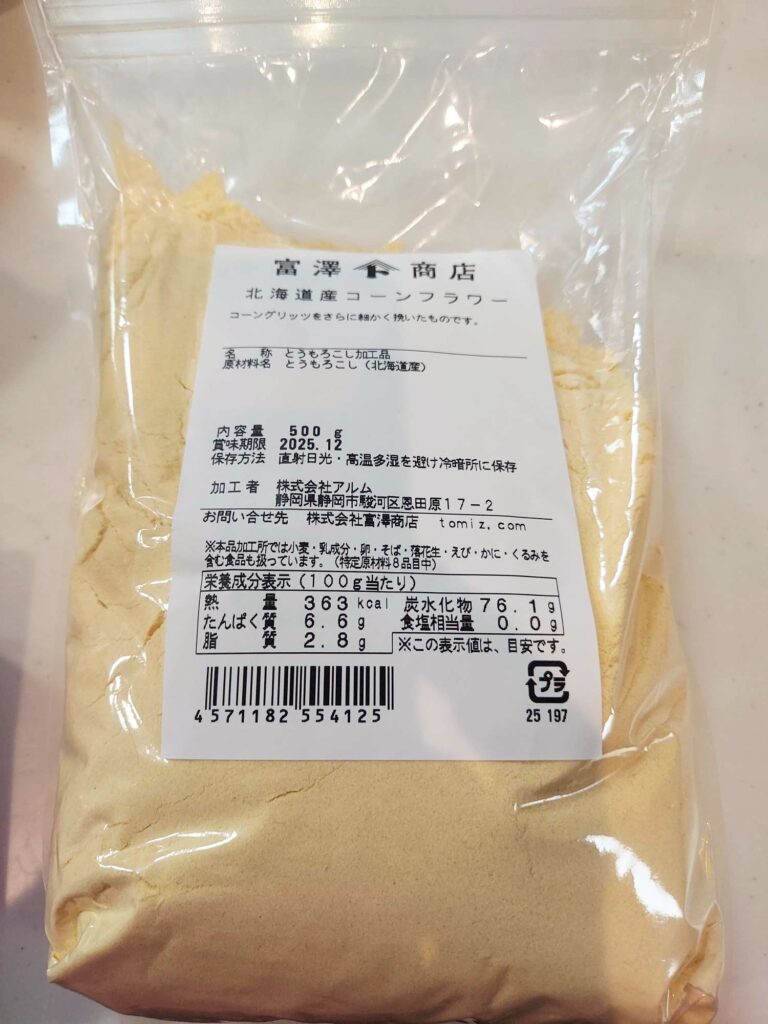 富澤 商店
北海道産コーンフラワー
コーングリッツをさらに細かく挽いたものです。
名 称 とうもろこし加工品
原材料名 とうもろこし(北海道産)
内容量 500 g
賞味期限 2025.12
保存方法 直射日光・高温多湿を避け冷暗所に保存
加工者 株式会社アルム
静岡県静岡市駿河区恩田原17-2
お問い合せ先 株式会社富澤商店 tomiz.com
※本品加工所では小麦・乳成分・卵・そば・落花生・えび・かに・くるみを
含む食品も扱っています。(特定原材料8品目中)
栄養成分表示(100g当たり)
熱 量 363 kcal 炭水化物 76.1g
たんぱく質 6.6g 食塩相当量 0.0g
脂 質 2.8g ※この表示値は、目安です。
プラ
4571182 554125 25 197